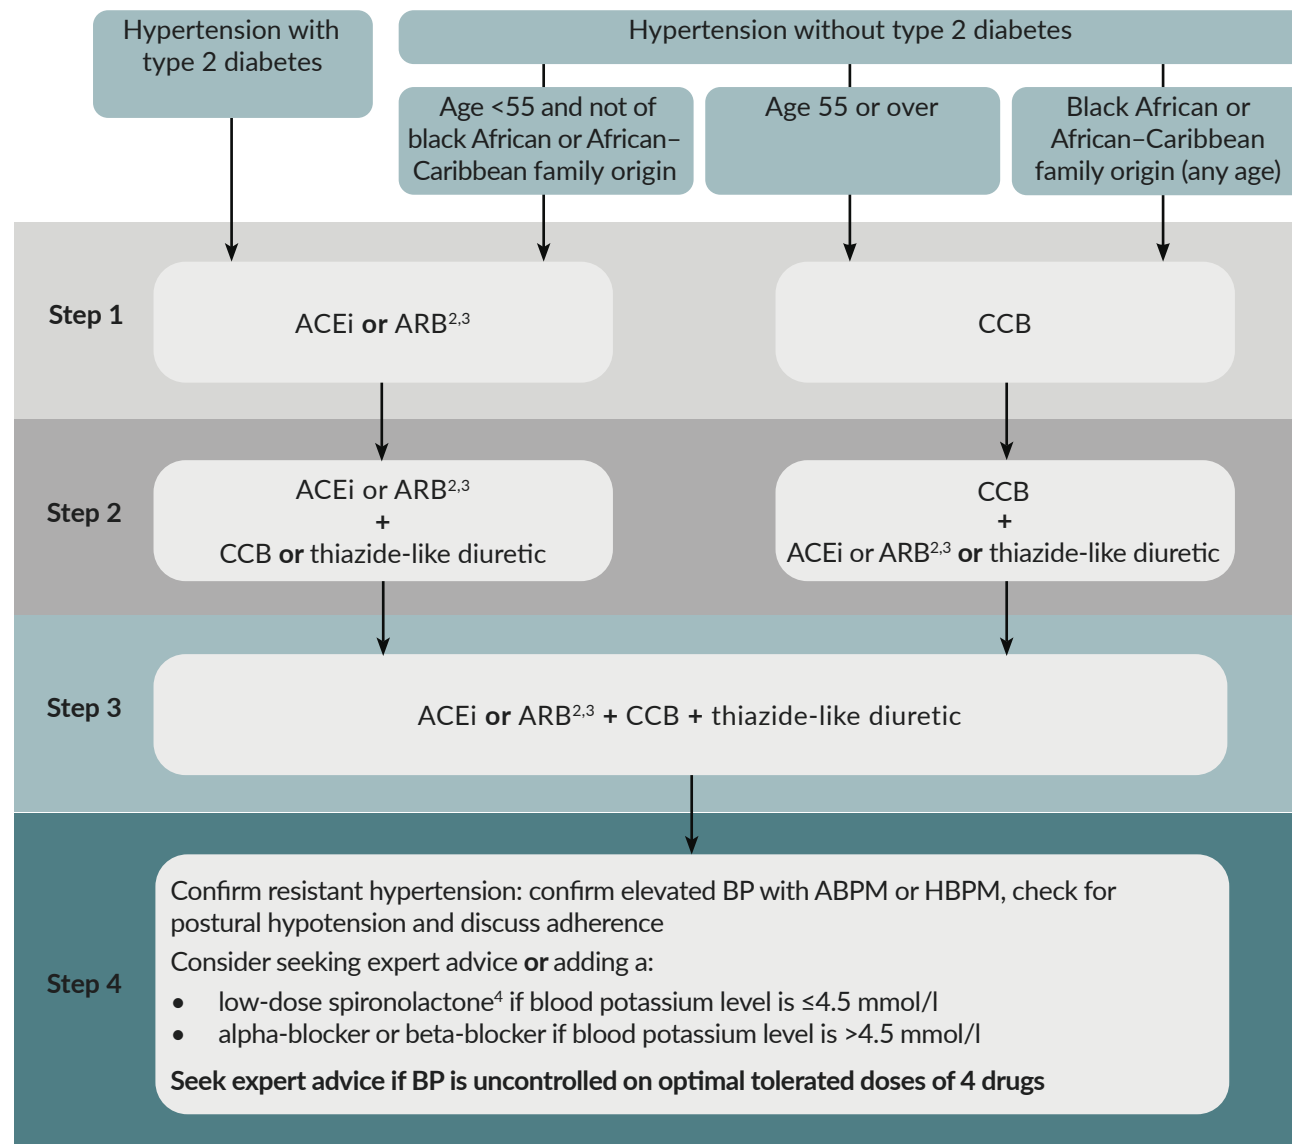 Hypertension with
type 2 diabetes
Hypertension without type 2 diabetes
Age <55 and not of
black African or African–
Caribbean family origin
Age 55 or over
Black African or
African–Caribbean
family origin (any age)
Step 1
ACEi or ARB2,3
CCB
Step 2
ACEi or ARB2,3
+
CCB or thiazide-like diuretic
CCB
+
ACEi or ARB2,3 or thiazide-like diuretic
Step 3
ACEi or ARB2,3 + CCB + thiazide-like diuretic
Step 4
Confirm resistant hypertension: confirm elevated BP with ABPM or HBPM, check for
postural hypotension and discuss adherence
Consider seeking expert advice or adding a:
• low-dose spironolactone4 if blood potassium level is ≤4.5 mmol/l
• alpha-blocker or beta-blocker if blood potassium level is >4.5 mmol/l
Seek expert advice if BP is uncontrolled on optimal tolerated doses of 4 drugs